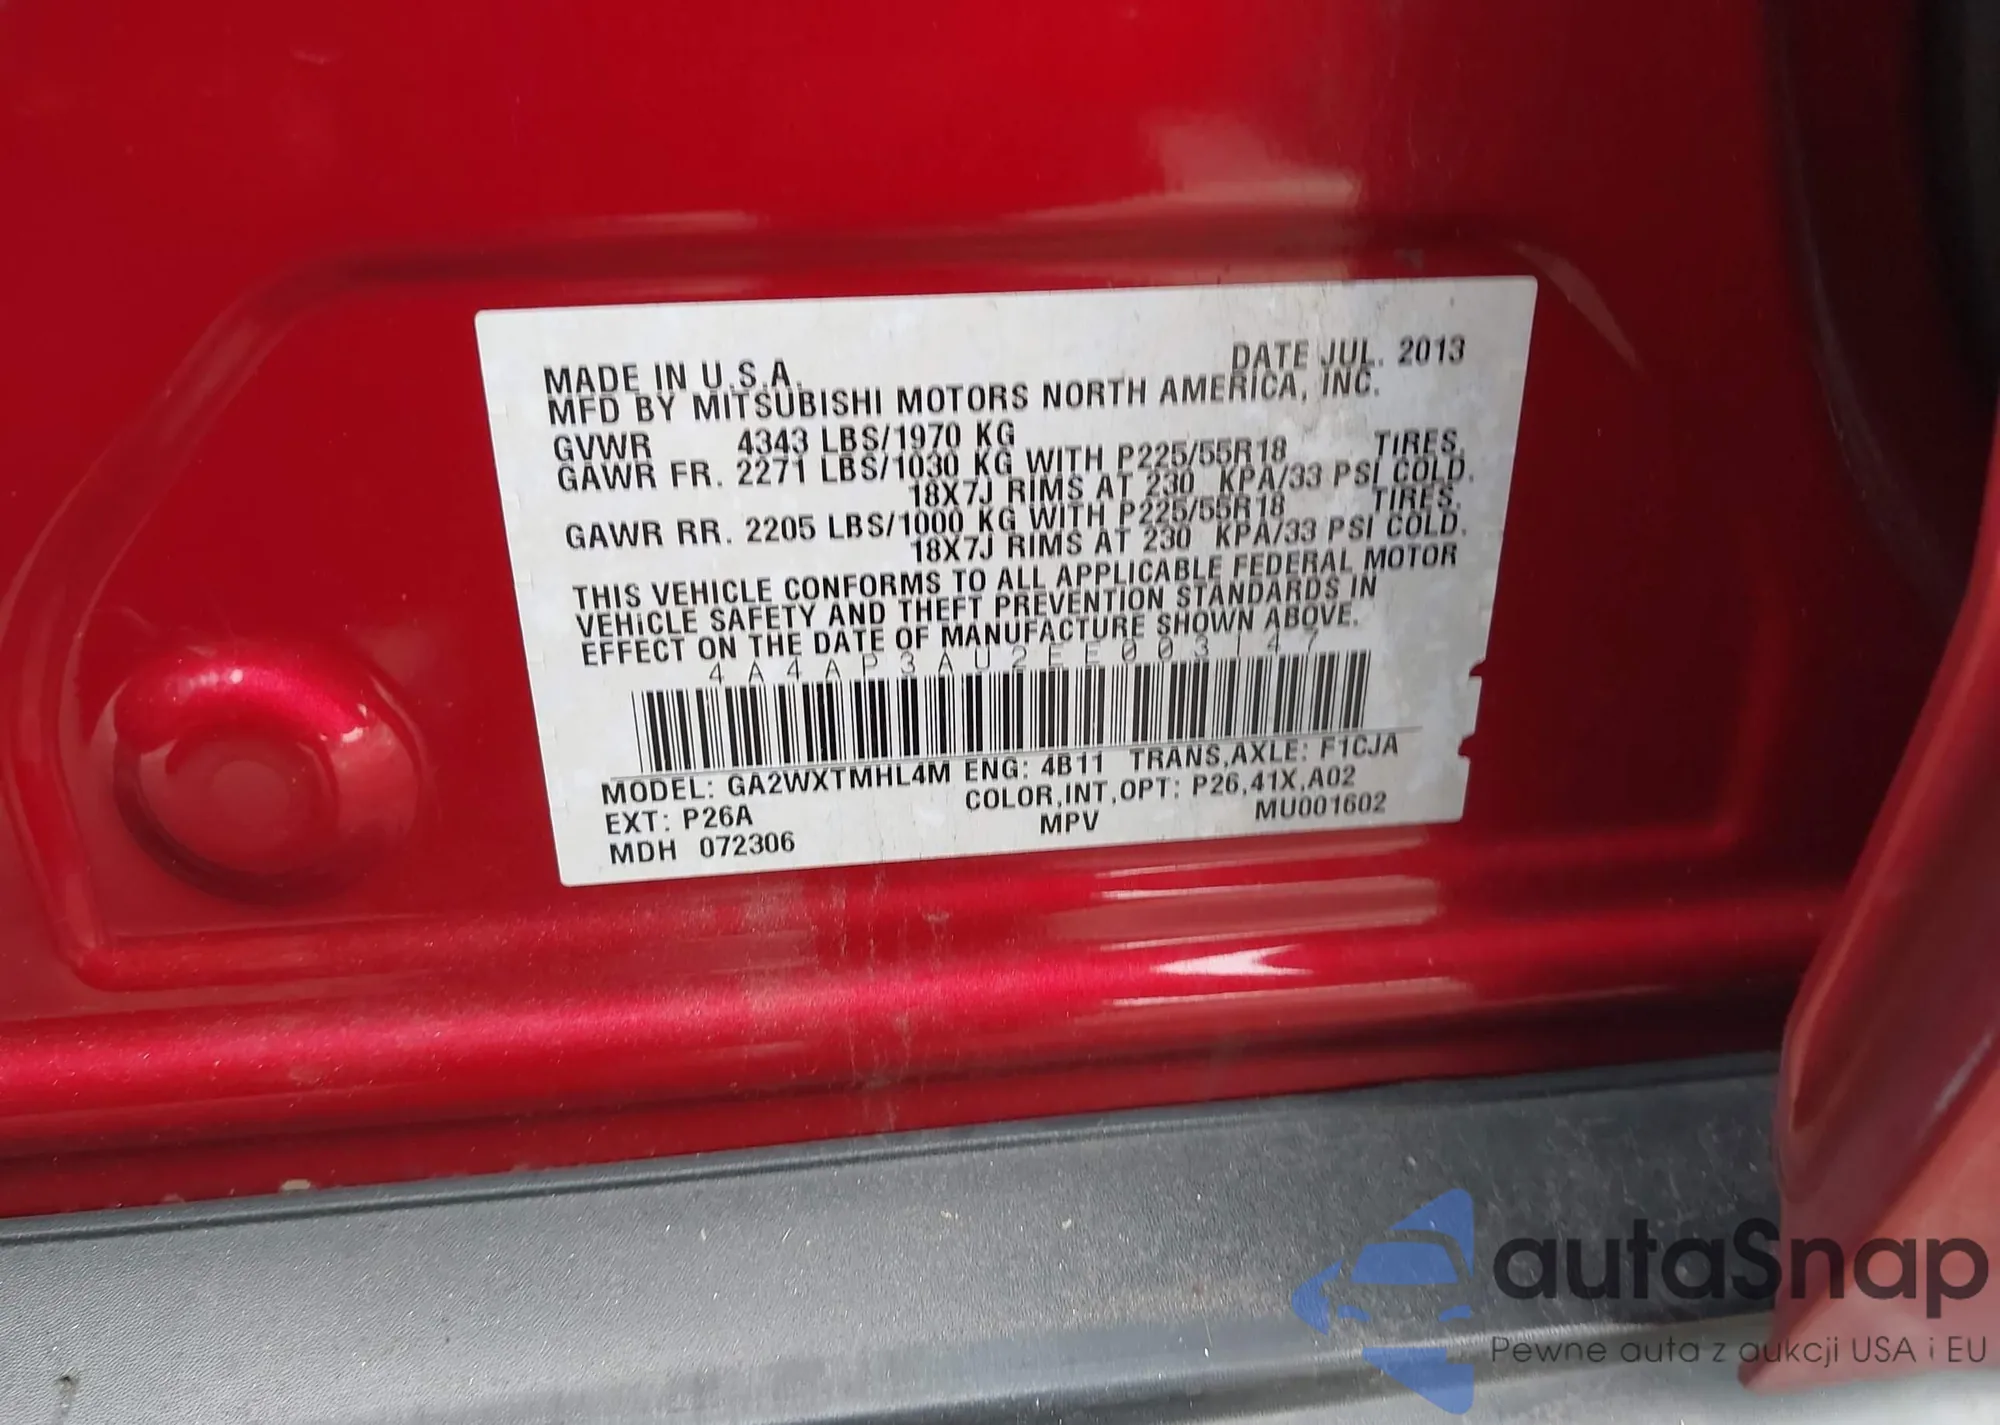 DATE JUL. 2013
MADE IN U.S.A.
MFD BY MITSUBISHI MOTORS NORTH AMERICA, INC.
GVWR 4343 LBS/1970 KG
GAWR FR. 2271 LBS/1030 KG WITH P225/55R18 TIRES,
18X7J RIMS AT 230 KPA/33 PSI COLD.
GAWR RR. 2205 LBS/1000 KG WITH P225/55R18 TIRES,
18X7J RIMS AT 230 KPA/33 PSI COLD.
THIS VEHICLE CONFORMS TO ALL APPLICABLE FEDERAL MOTOR
VEHICLE SAFETY AND THEFT PREVENTION STANDARDS IN
EFFECT ON THE DATE OF MANUFACTURE SHOWN ABOVE.
4A4AP3AU2EE003147
MODEL: GA2WXTMHL4M ENG: 4B11 TRANS,AXLE: F1CJA
EXT: P26A COLOR,INT,OPT: P26,41X,A02
MDH 072306 MPV MU001602
autaSnap
Pewne auta z aukcji USA i EU